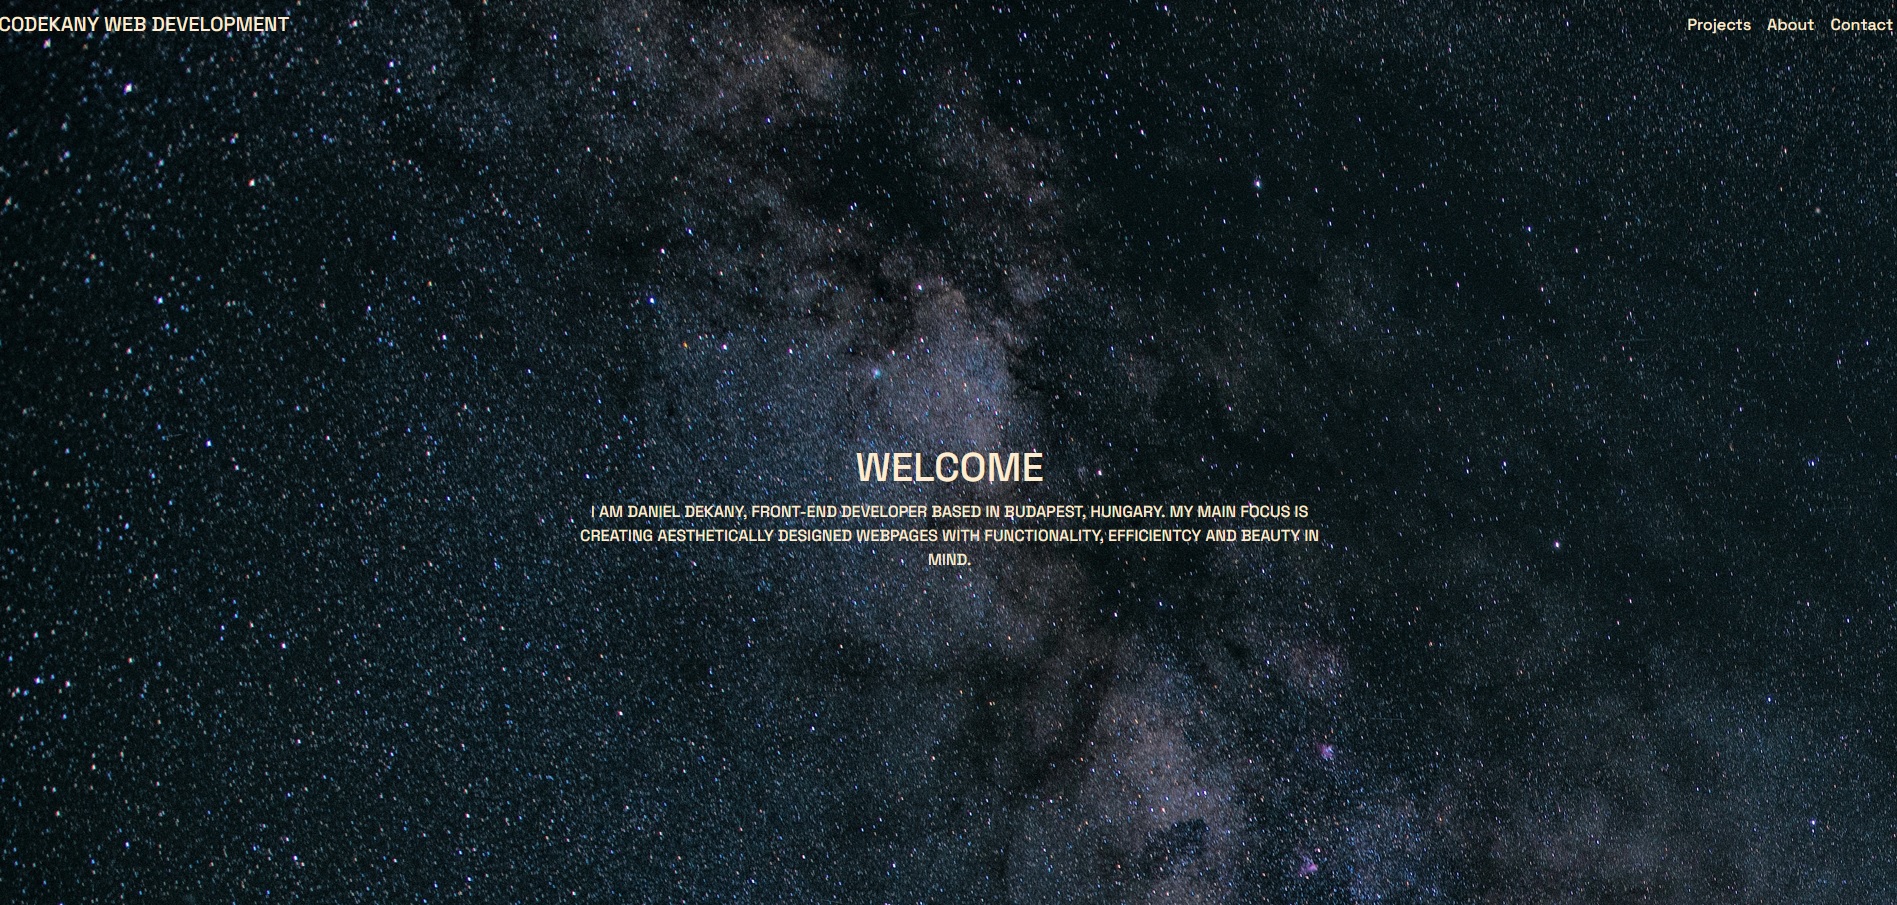 CODEKANY WEB DEVELOPMENT
Projects About Contact
WELCOME
I AM DANIEL DEKANY, FRONT-END DEVELOPER BASED IN BUDAPEST, HUNGARY. MY MAIN FOCUS IS
CREATING AESTHETICALLY DESIGNED WEBPAGES WITH FUNCTIONALITY, EFFICIENTCY AND BEAUTY IN
MIND.